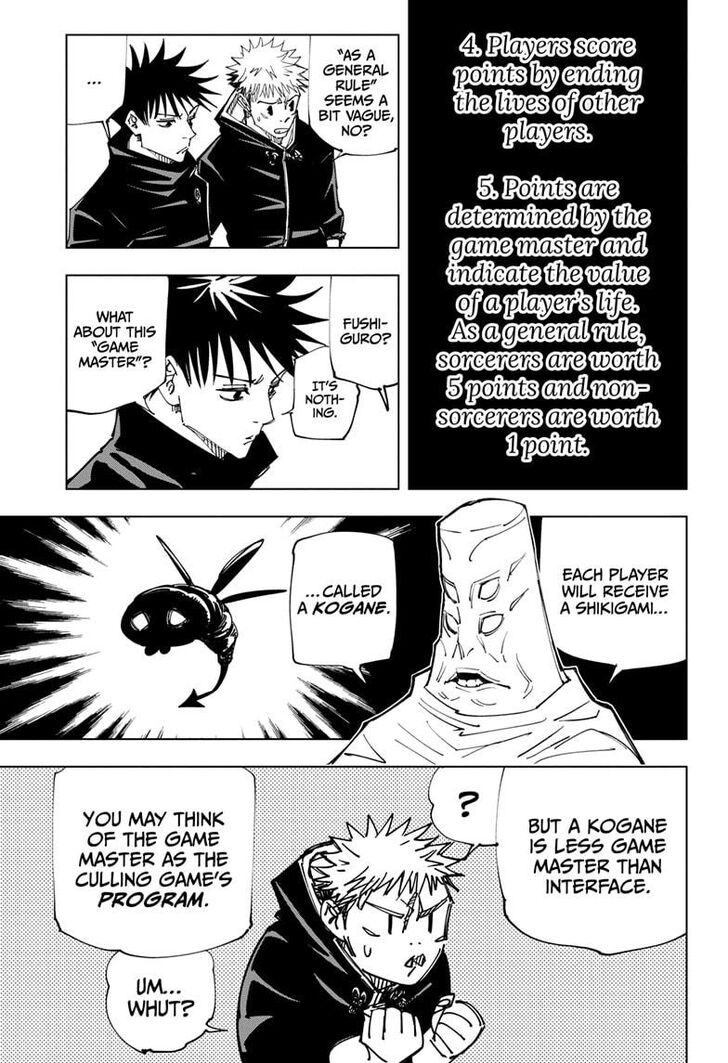 4. Players score
points by ending
the lives of other
players.
5. Points are
determined by the
game master and
indicate the value
of a player's life.
As a general rule,
sorcerers are worth
5 points and non-
sorcerers are worth
1 point.
"AS A
GENERAL
RULE"
SEEMS A
BIT VAGUE,
NO?
...
FUSHI-
GURO?
IT'S
NOTH-
ING.
WHAT
ABOUT THIS
"GAME
MASTER"?
EACH PLAYER
WILL RECEIVE
A SHIKIGAMI...
...CALLED
A KOGANE.
BUT A KOGANE
IS LESS GAME
MASTER THAN
INTERFACE.
?
YOU MAY THINK
OF THE GAME
MASTER AS THE
CULLING GAME'S
PROGRAM.
UM...
WHUT?